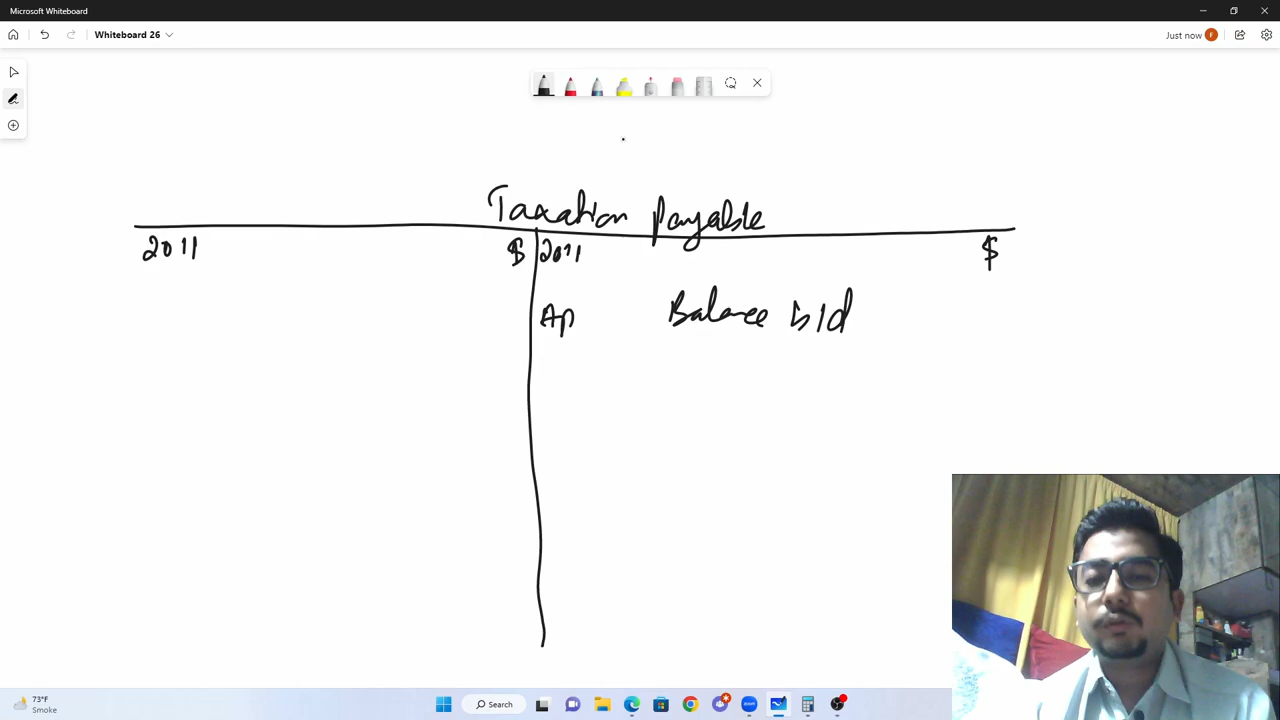 Microsoft Whiteboard
Whiteboard 26
Just now
F
Taxation Payable
2011 $ 2011 $
Ap Balance b/d
73°F
Smoke
Search